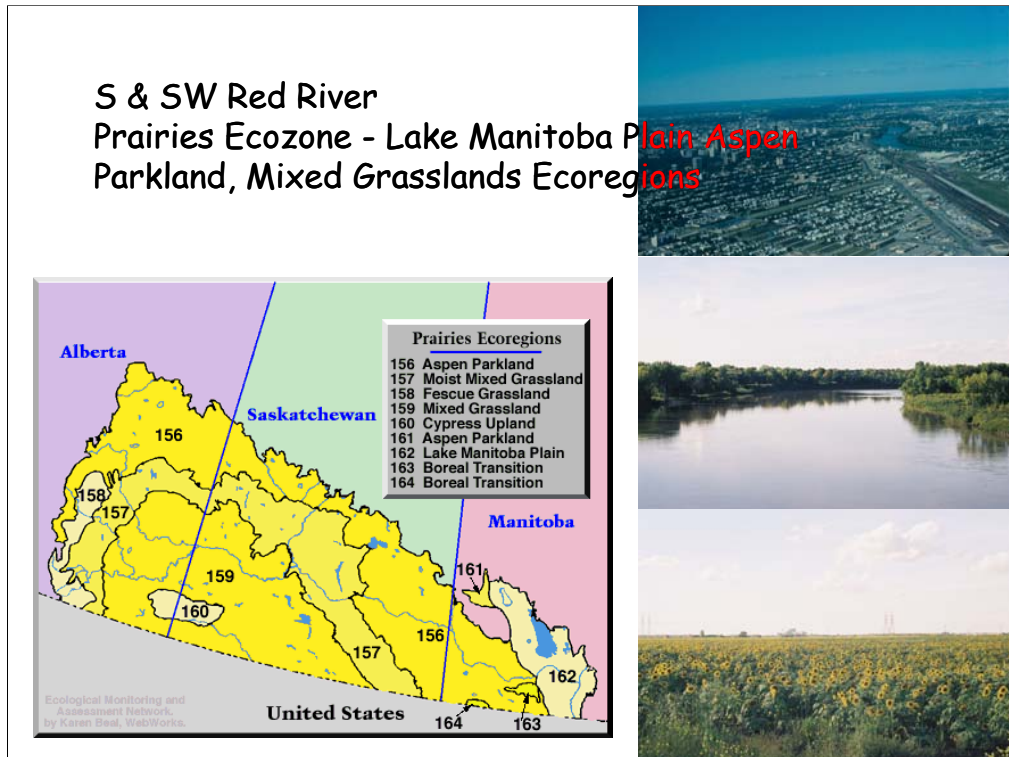 S & SW Red River
Prairies Ecozone - Lake Manitoba Plain Aspen
Parkland, Mixed Grasslands Ecoregions
Prairies Ecoregions
156 Aspen Parkland
157 Moist Mixed Grassland
158 Fescue Grassland
159 Mixed Grassland
160 Cypress Upland
161 Aspen Parkland
162 Lake Manitoba Plain
163 Boreal Transition
164 Boreal Transition
Alberta
Saskatchewan
Manitoba
156
158
157
159
160
161
156
157
162
164
163
United States
Ecological Monitoring and
Assessment Network,
by Karen Beal, WebWorks.